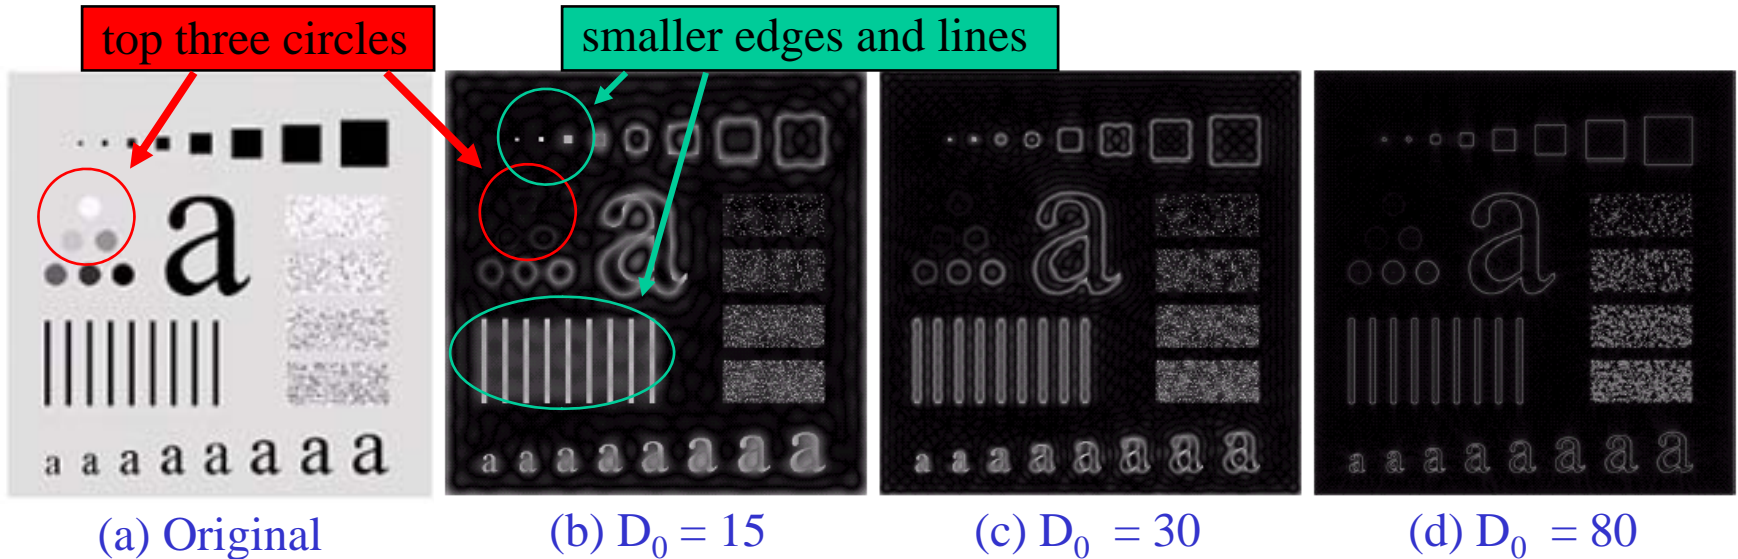 top three circles
smaller edges and lines
a
a
a
a
a a a a a a a a
a a a a a a a a
a a a a a a a a
a a a a a a a a
(a) Original
(b) D₀ = 15
(c) D₀ = 30
(d) D₀ = 80